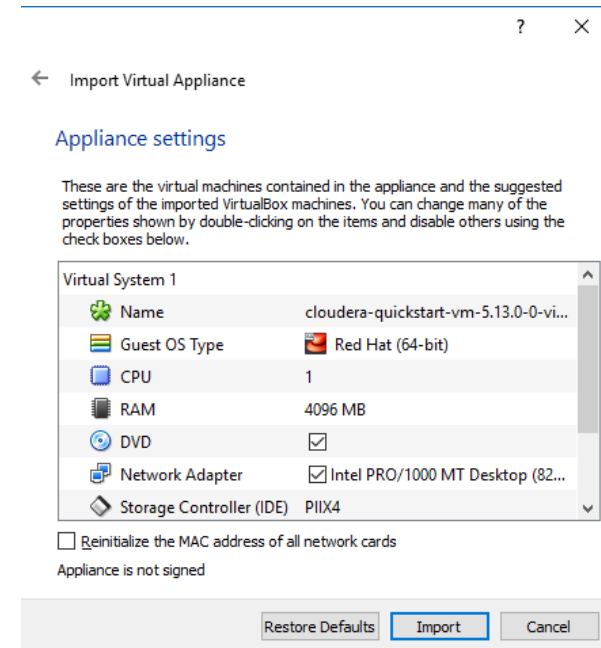 ?
Import Virtual Appliance
Appliance settings
These are the virtual machines contained in the appliance and the suggested
settings of the imported VirtualBox machines. You can change many of the
properties shown by double-clicking on the items and disable others using the
check boxes below.
Virtual System 1
Name cloudera-quickstart-vm-5.13.0-0-vi...
Guest OS Type Red Hat (64-bit)
CPU 1
RAM 4096 MB
DVD
Network Adapter Intel PRO/1000 MT Desktop (82...
Storage Controller (IDE) PIIX4
Reinitialize the MAC address of all network cards
Appliance is not signed
Restore Defaults Import Cancel